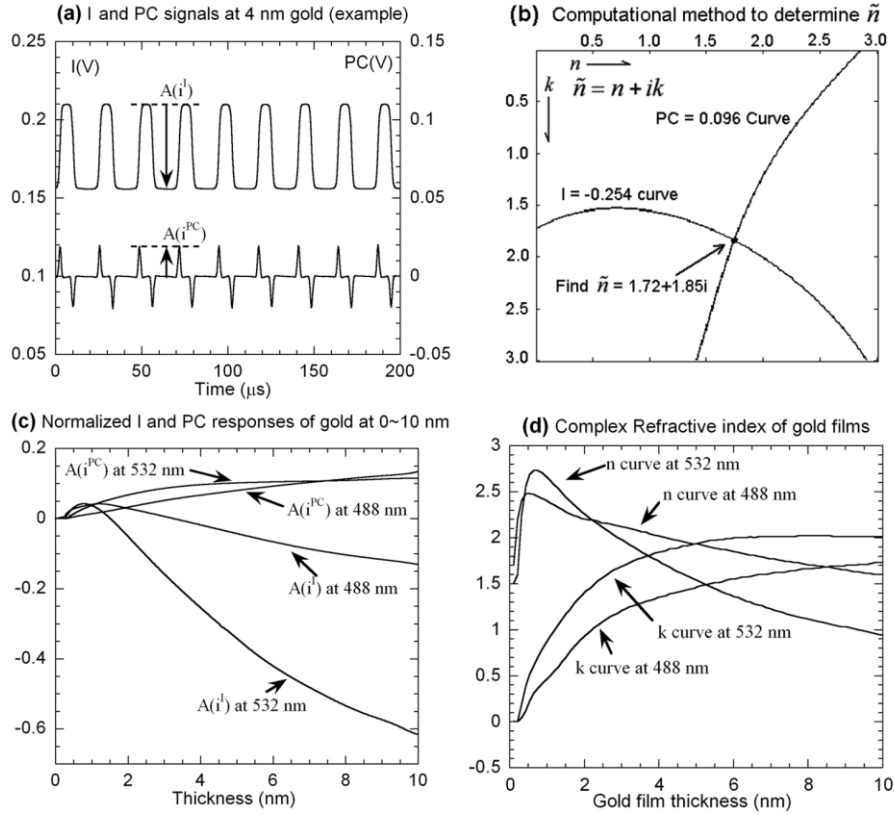 (a) I and PC signals at 4 nm gold (example)
I(V)
PC(V)
A(i^I)
A(i^PC)
0.25
0.21
0.15
0.1
0.05
0.15
0.1
0.05
0
-0.05
0 50 100 150 200
Time (μs)
(b) Computational method to determine ñ
0.7 1.4 2.0 3.0
n
k
ñ = n + ik
0.5
1.0
1.5
2.0
2.5
3.0
PC = 0.096 Curve
I = -0.254 curve
Find ñ = 1.72+1.85i
(c) Normalized I and PC responses of gold at 0~10 nm
0.2
0
-0.2
-0.4
-0.6
A(i^PC) at 532 nm
A(i^PC) at 488 nm
A(i^I) at 488 nm
A(i^I) at 532 nm
0 2 4 6 8 10
Thickness (nm)
(d) Complex Refractive index of gold films
3
2.5
2
1.5
1
0.5
0
-0.5
n curve at 532 nm
n curve at 488 nm
k curve at 532 nm
k curve at 488 nm
0 2 4 6 8 10
Gold film thickness (nm)